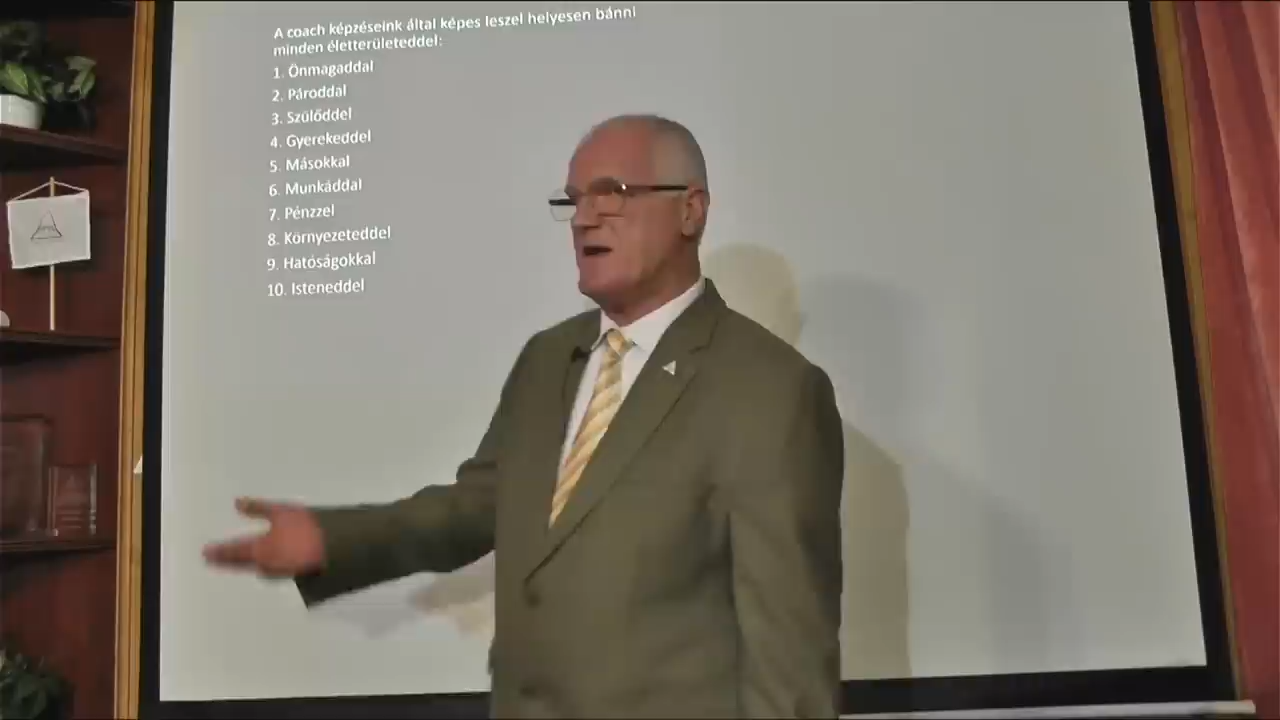 A coach képzéseink által képes leszel helyesen bánni
minden életterületeddel:
1. Önmagaddal
2. Pároddal
3. Szülőddel
4. Gyerekeddel
5. Másokkal
6. Munkáddal
7. Pénzzel
8. Környezeteddel
9. Hatóságokkal
10. Isteneddel